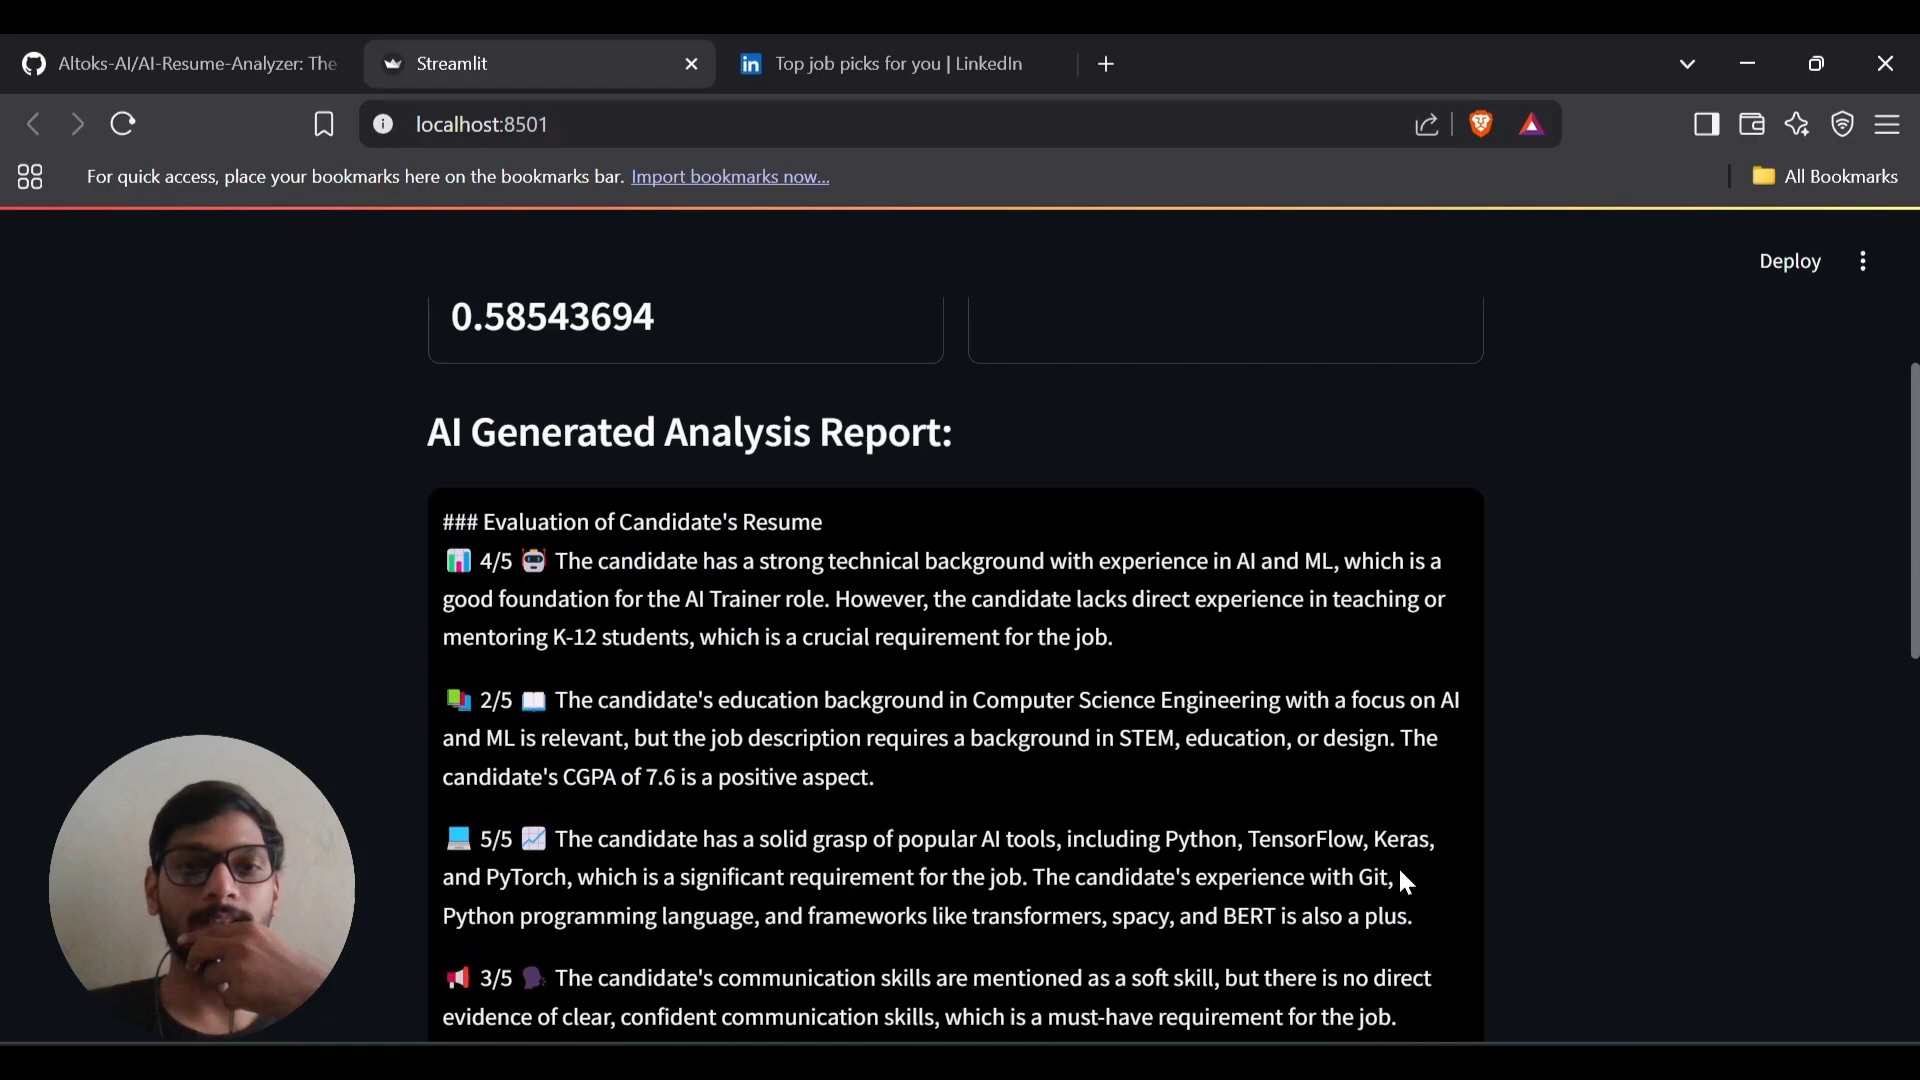 Altoks-AI/AI-Resume-Analyzer: The
Streamlit
Top job picks for you | LinkedIn
localhost:8501
For quick access, place your bookmarks here on the bookmarks bar. Import bookmarks now...
All Bookmarks
Deploy
0.58543694
AI Generated Analysis Report:
### Evaluation of Candidate's Resume
📊 4/5 🤖 The candidate has a strong technical background with experience in AI and ML, which is a
good foundation for the AI Trainer role. However, the candidate lacks direct experience in teaching or
mentoring K-12 students, which is a crucial requirement for the job.
📚 2/5 📖 The candidate's education background in Computer Science Engineering with a focus on AI
and ML is relevant, but the job description requires a background in STEM, education, or design. The
candidate's CGPA of 7.6 is a positive aspect.
💻 5/5 📈 The candidate has a solid grasp of popular AI tools, including Python, TensorFlow, Keras,
and PyTorch, which is a significant requirement for the job. The candidate's experience with Git,
Python programming language, and frameworks like transformers, spacy, and BERT is also a plus.
📢 3/5 🗣 The candidate's communication skills are mentioned as a soft skill, but there is no direct
evidence of clear, confident communication skills, which is a must-have requirement for the job.